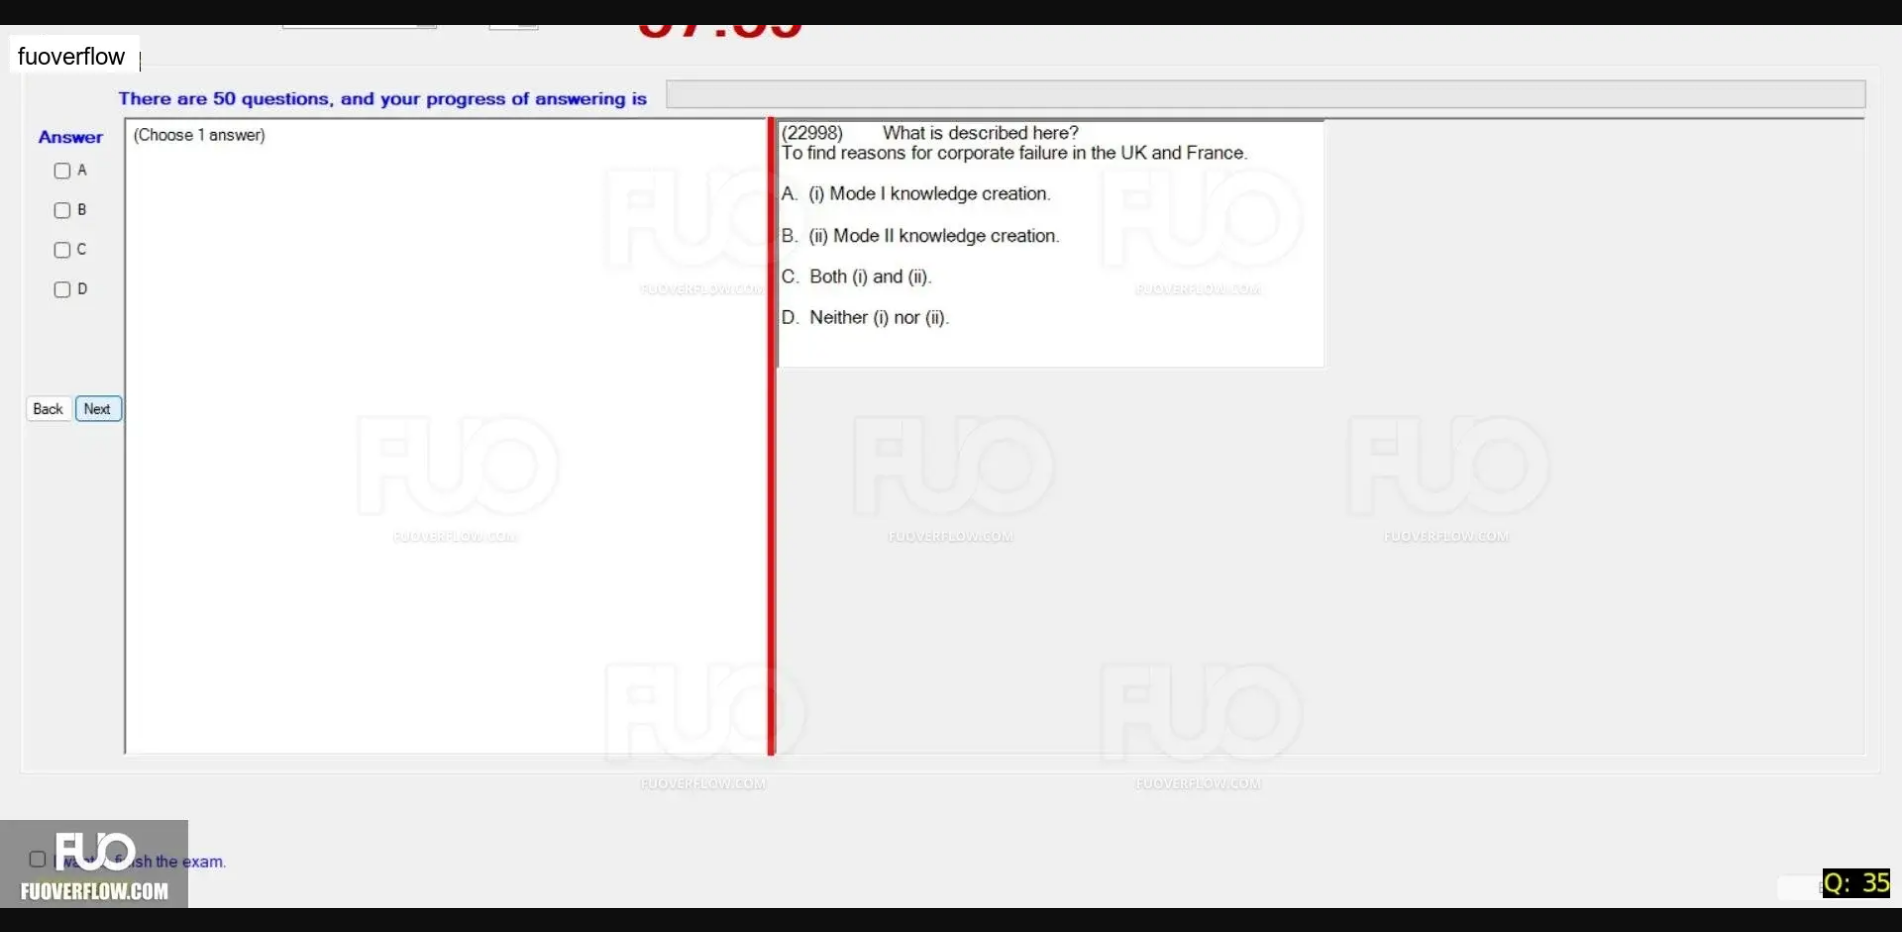 fuoverflow
There are 50 questions, and your progress of answering is
Answer
(Choose 1 answer)
A
B
C
D
Back Next
(22998) What is described here?
To find reasons for corporate failure in the UK and France.
A. (i) Mode I knowledge creation.
B. (ii) Mode II knowledge creation.
C. Both (i) and (ii).
D. Neither (i) nor (ii).
FUO
FUOVERFLOW.COM
FUO
FUOVERFLOW.COM
FUO
FUOVERFLOW.COM
FUO
FUOVERFLOW.COM
FUO
FUOVERFLOW.COM
FUO
FUOVERFLOW.COM
FUO
FUOVERFLOW.COM
FUO
the exam.
FUOVERFLOW.COM
Q: 35